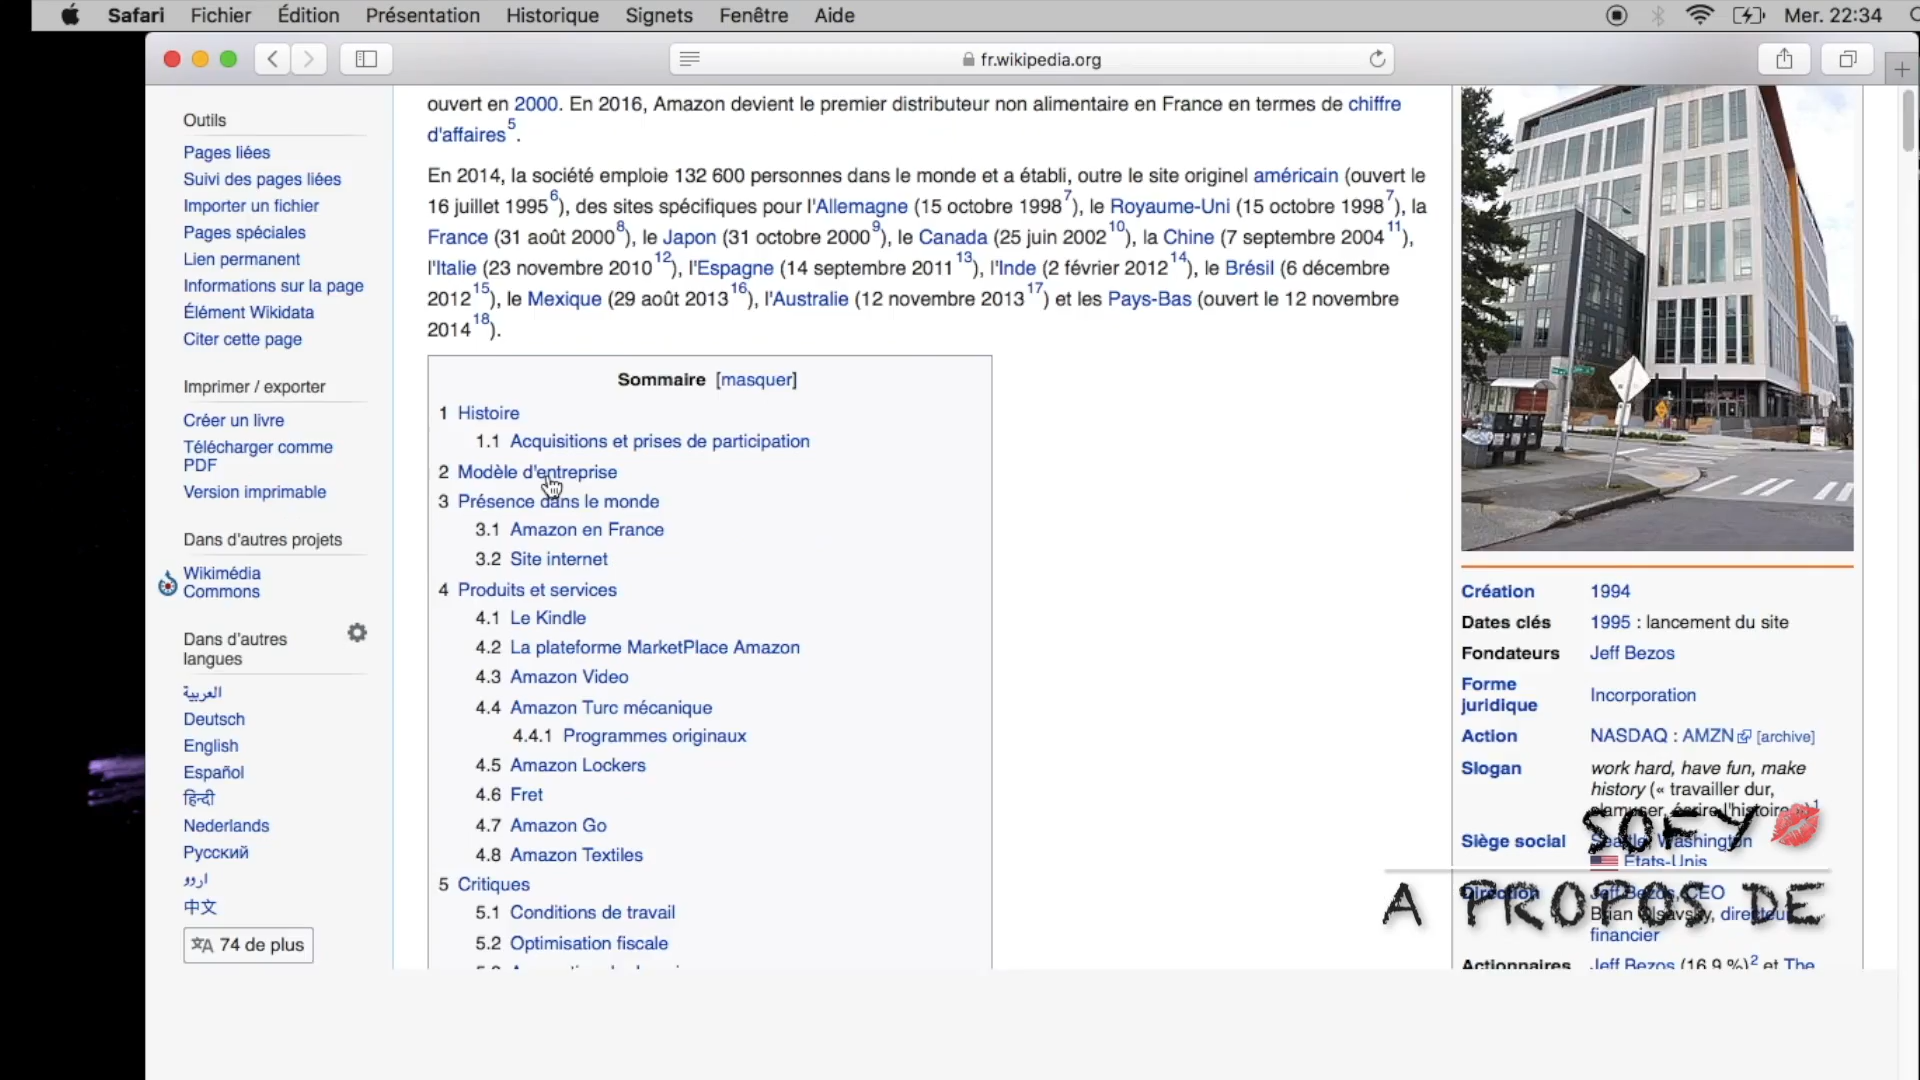 Safari Fichier Édition Présentation Historique Signets Fenêtre Aide Mer. 22:34
fr.wikipedia.org
Outils
Pages liées
Suivi des pages liées
Importer un fichier
Pages spéciales
Lien permanent
Informations sur la page
Élément Wikidata
Citer cette page
Imprimer / exporter
Créer un livre
Télécharger comme
PDF
Version imprimable
Dans d'autres projets
Wikimédia
Commons
Dans d'autres
langues
العربية
Deutsch
English
Español
हिन्दी
Nederlands
Русский
اردو
中文
74 de plus
ouvert en 2000. En 2016, Amazon devient le premier distributeur non alimentaire en France en termes de chiffre
d'affaires5.
En 2014, la société emploie 132 600 personnes dans le monde et a établi, outre le site originel américain (ouvert le
16 juillet 19956), des sites spécifiques pour l'Allemagne (15 octobre 19987), le Royaume-Uni (15 octobre 19987), la
France (31 août 20008), le Japon (31 octobre 20009), le Canada (25 juin 200210), la Chine (7 septembre 200411),
l'Italie (23 novembre 201012), l'Espagne (14 septembre 201113), l'Inde (2 février 201214), le Brésil (6 décembre
201215), le Mexique (29 août 201316), l'Australie (12 novembre 201317) et les Pays-Bas (ouvert le 12 novembre
201418).
Sommaire [masquer]
1 Histoire
1.1 Acquisitions et prises de participation
2 Modèle d'entreprise
3 Présence dans le monde
3.1 Amazon en France
3.2 Site internet
4 Produits et services
4.1 Le Kindle
4.2 La plateforme MarketPlace Amazon
4.3 Amazon Video
4.4 Amazon Turc mécanique
4.4.1 Programmes originaux
4.5 Amazon Lockers
4.6 Fret
4.7 Amazon Go
4.8 Amazon Textiles
5 Critiques
5.1 Conditions de travail
5.2 Optimisation fiscale
Création 1994
Dates clés 1995 : lancement du site
Fondateurs Jeff Bezos
Forme
juridique Incorporation
Action NASDAQ : AMZN [archive]
Slogan work hard, have fun, make
history (« travailler dur,
s'amuser, écrire l'histoire »)1
Siège social Seattle, Washington
États-Unis
Direction Jeff Bezos, CEO
Brian Olsavsky, directeur
financier
Actionnaires Jeff Bezos (16,9 %)2 et The
SOFY
A PROPOS DE